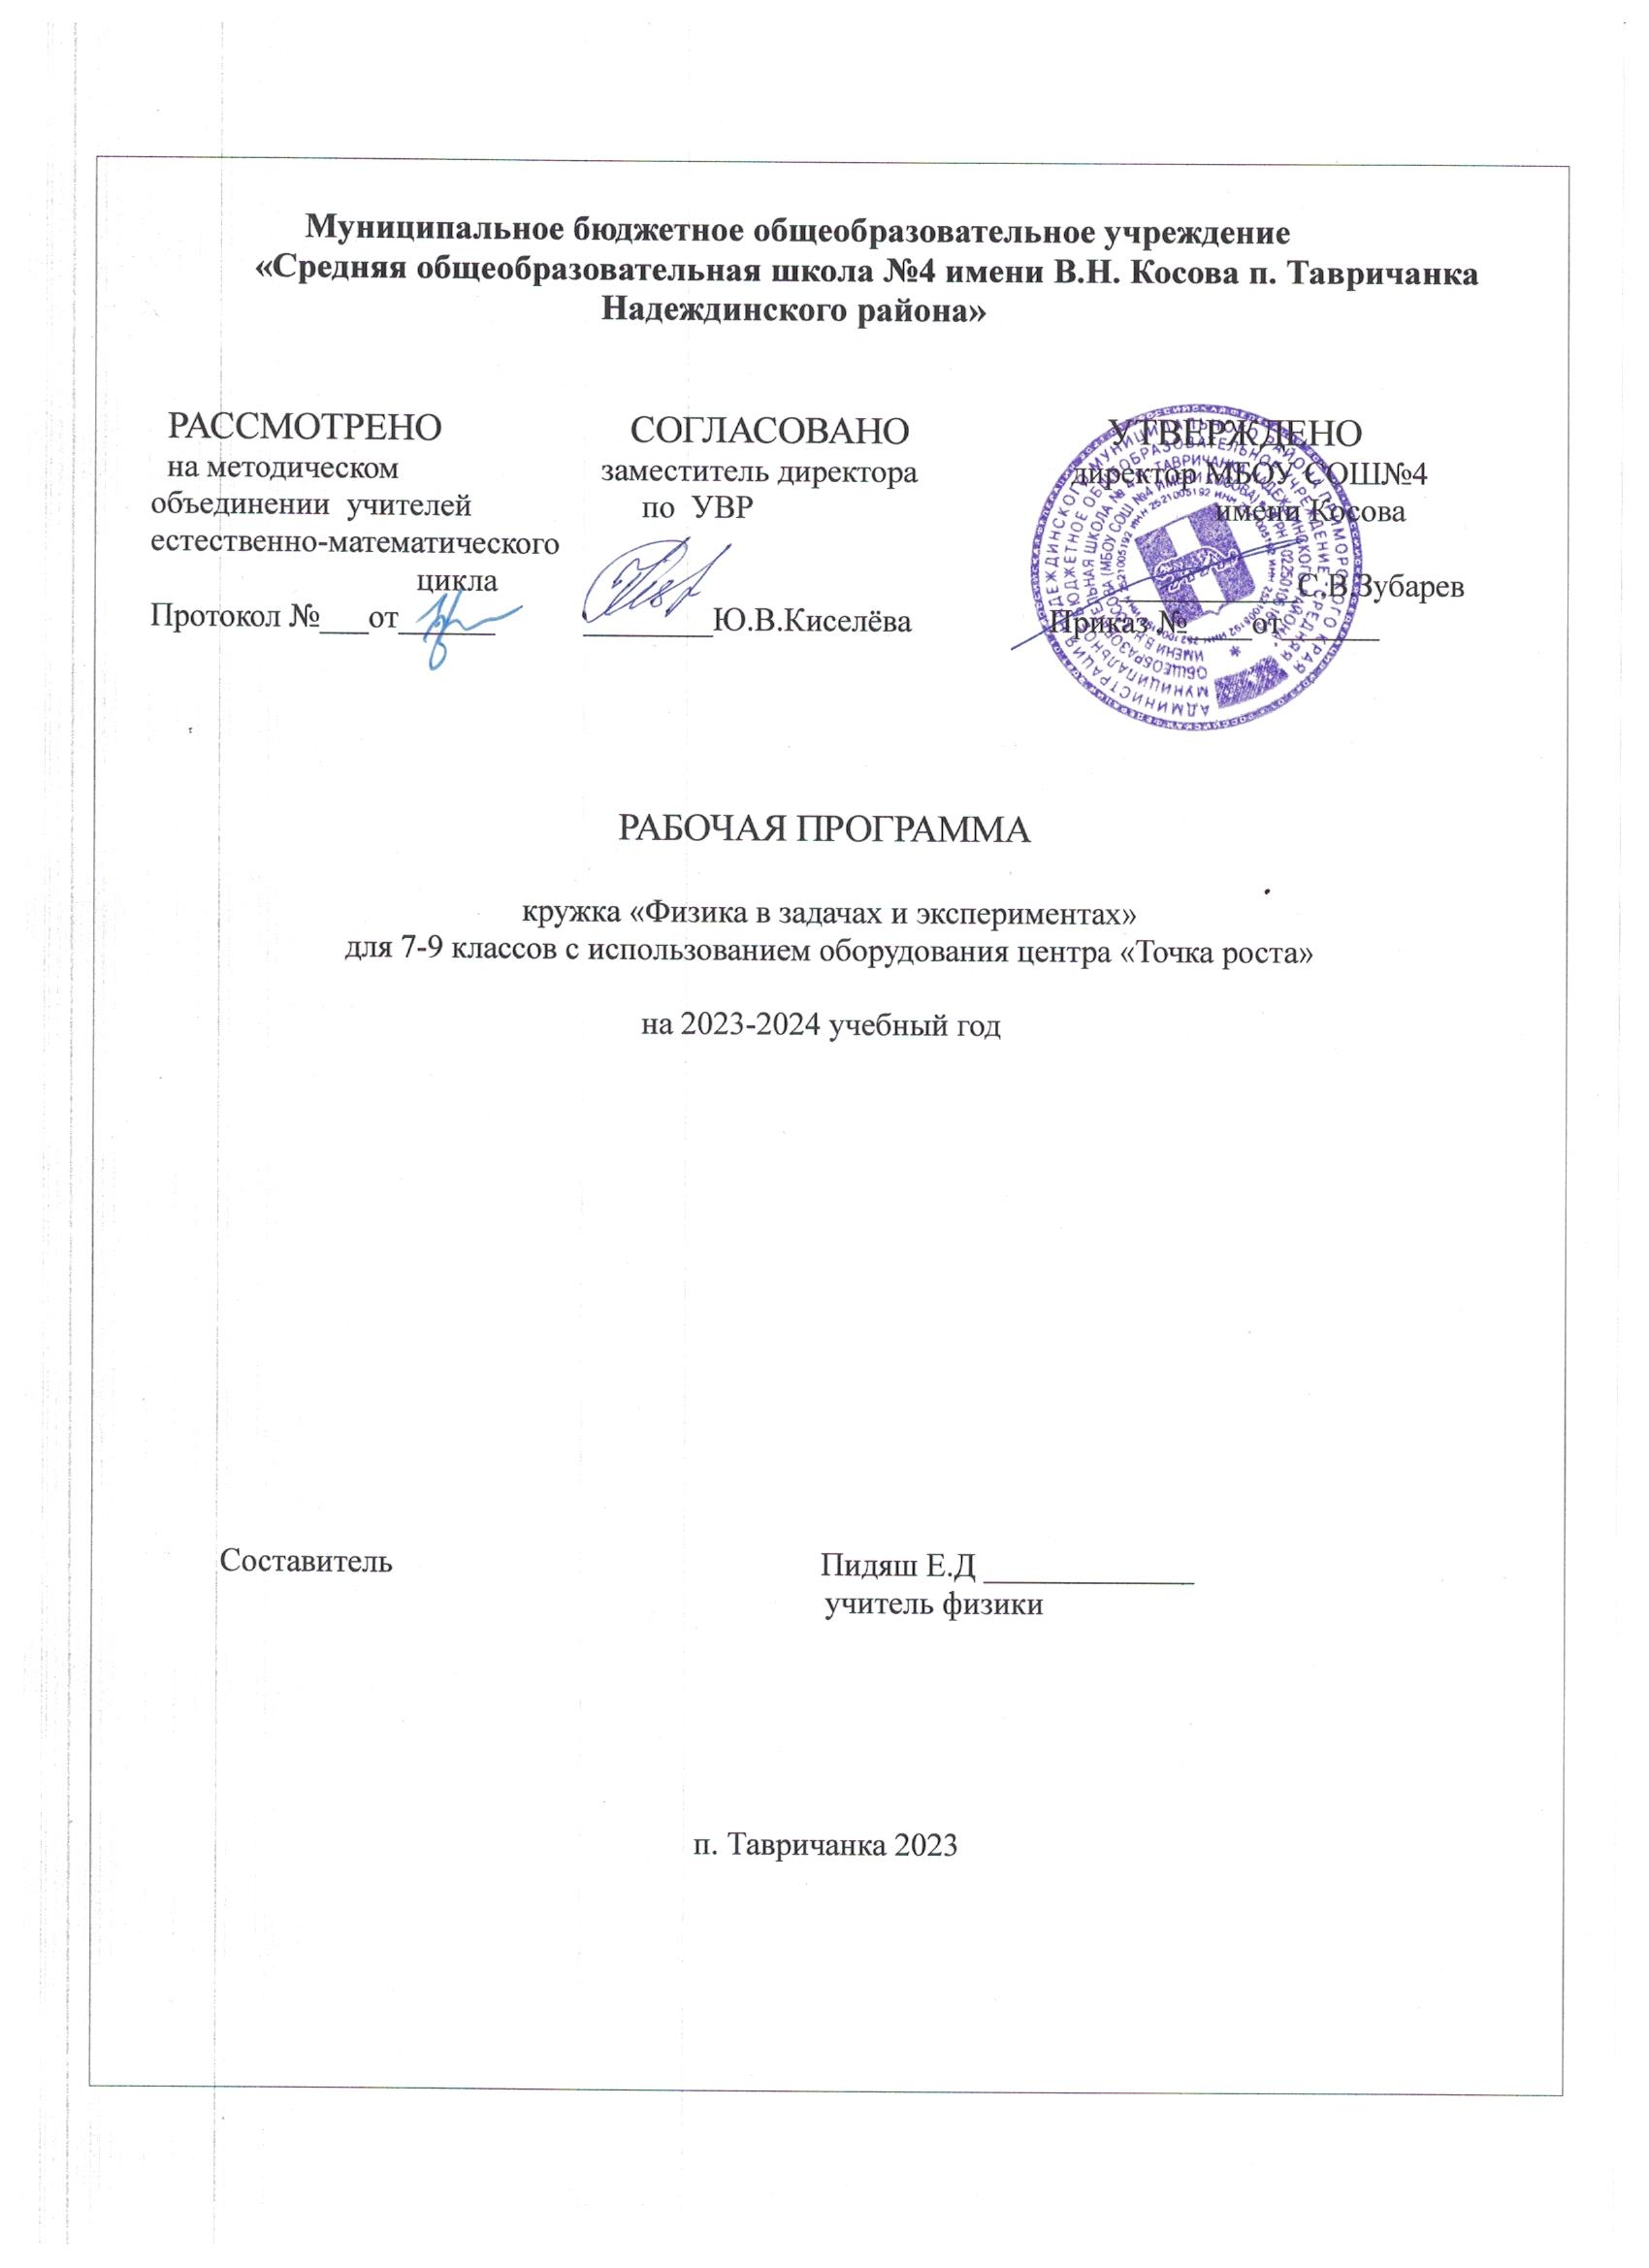 Муниципальное бюджетное общеобразовательное учреждение
«Средняя общеобразовательная школа №4 имени В.Н. Косова п. Тавричанка
Надеждинского района»
РАССМОТРЕНО
на методическом
объединении учителей
естественно-математического
цикла
Протокол №___от______
СОГЛАСОВАНО
заместитель директора
по УВР
________Ю.В.Киселёва
УТВЕРЖДЕНО
директор МБОУ СОШ№4
имени Косова
___________С.В.Зубарев
Приказ №____от______
РАБОЧАЯ ПРОГРАММА
кружка «Физика в задачах и экспериментах»
для 7-9 классов с использованием оборудования центра «Точка роста»
на 2023-2024 учебный год
Составитель
Пидяш Е.Д _____________
учитель физики
п. Тавричанка 2023